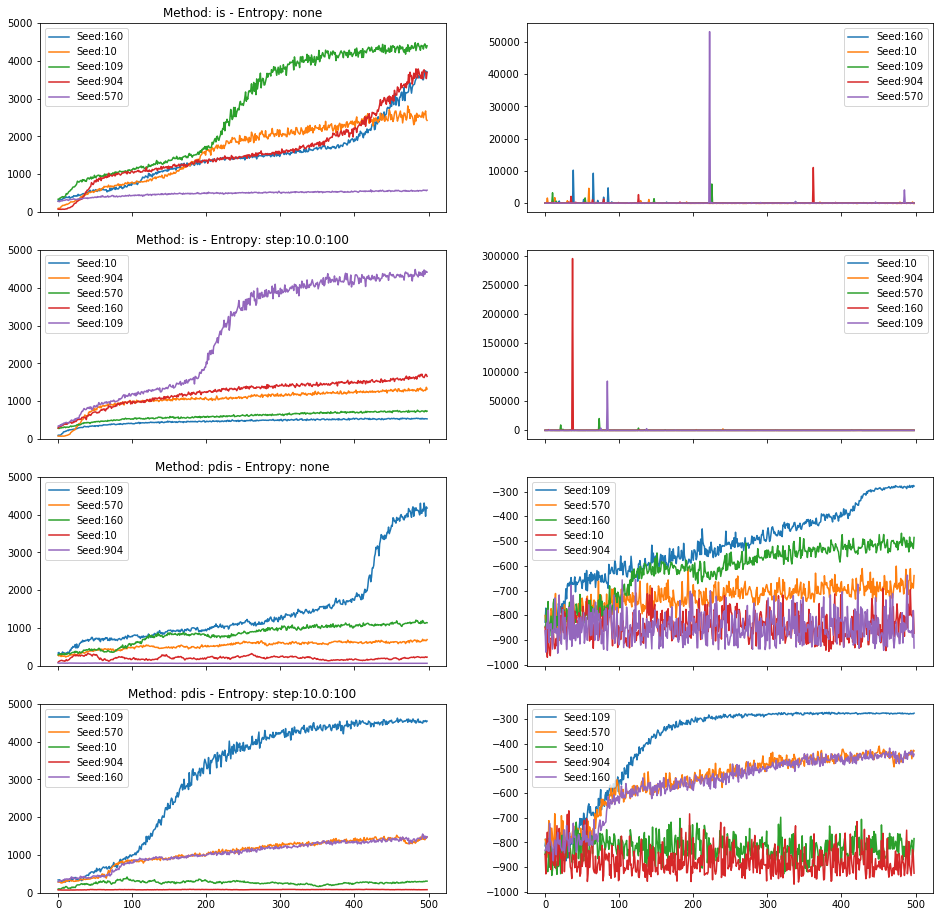 Method: is - Entropy: none
5000
4000
3000
2000
1000
0
0
100
200
300
400
500
Seed:160
Seed:10
Seed:109
Seed:904
Seed:570
50000
40000
30000
20000
10000
0
Seed:160
Seed:10
Seed:109
Seed:904
Seed:570
Method: is - Entropy: step:10.0:100
5000
4000
3000
2000
1000
0
Seed:10
Seed:904
Seed:570
Seed:160
Seed:109
300000
250000
200000
150000
100000
50000
0
Seed:10
Seed:904
Seed:570
Seed:160
Seed:109
Method: pdis - Entropy: none
5000
4000
3000
2000
1000
0
Seed:109
Seed:570
Seed:160
Seed:10
Seed:904
−300
−400
−500
−600
−700
−800
−900
−1000
Seed:109
Seed:570
Seed:160
Seed:10
Seed:904
Method: pdis - Entropy: step:10.0:100
5000
4000
3000
2000
1000
0
Seed:109
Seed:570
Seed:10
Seed:904
Seed:160
0
100
200
300
400
500
−300
−400
−500
−600
−700
−800
−900
−1000
Seed:109
Seed:570
Seed:10
Seed:904
Seed:160
0
100
200
300
400
500